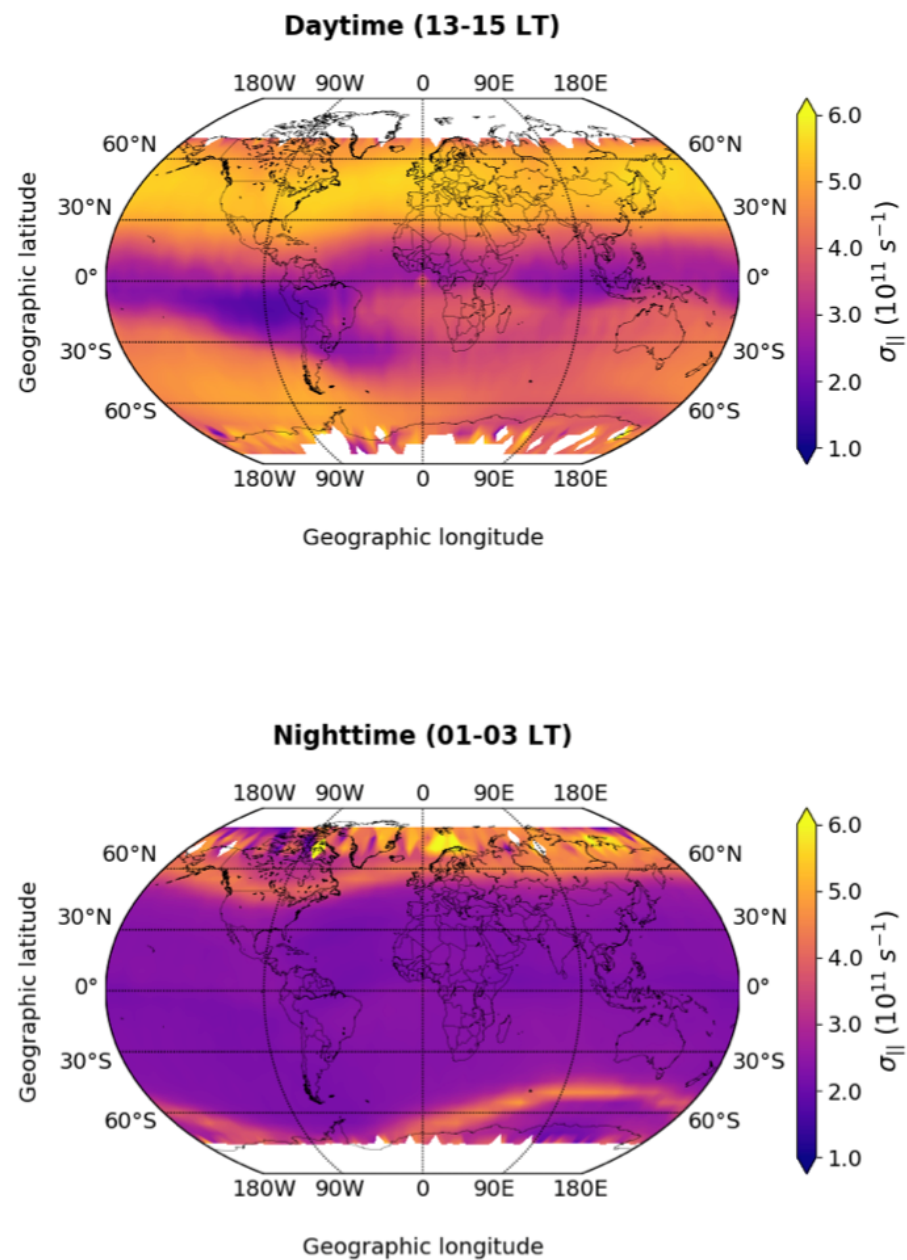 Daytime (13-15 LT)
180W 90W 0 90E 180E
60°N 60°N
30°N 30°N
0° 0°
30°S 30°S
60°S 60°S
180W 90W 0 90E 180E
Geographic latitude
Geographic longitude
6.0
5.0
4.0
3.0
2.0
1.0
σ|| (10¹¹ s⁻¹)
Nighttime (01-03 LT)
180W 90W 0 90E 180E
60°N 60°N
30°N 30°N
0° 0°
30°S 30°S
60°S 60°S
180W 90W 0 90E 180E
Geographic latitude
Geographic longitude
6.0
5.0
4.0
3.0
2.0
1.0
σ|| (10¹¹ s⁻¹)